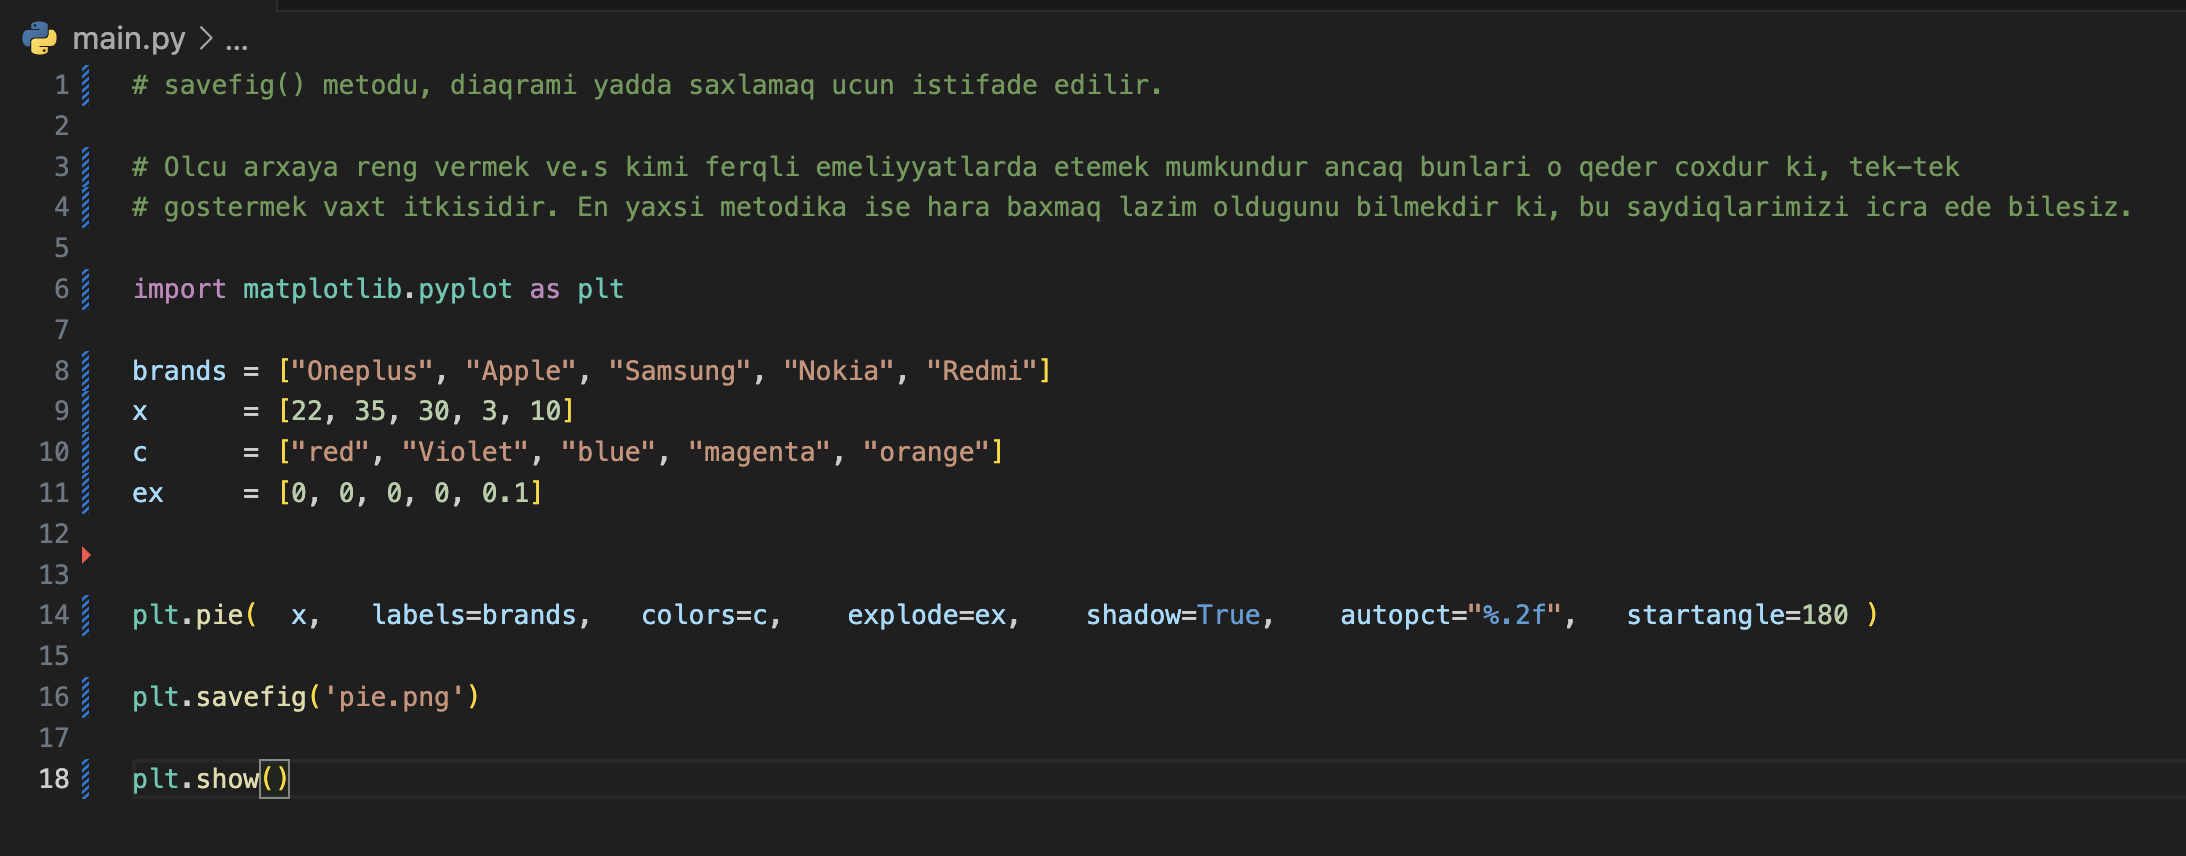 main.py > ...
1 # savefig() metodu, diaqrami yadda saxlamaq ucun istifade edilir.
2
3 # Olcu arxaya reng vermek ve.s kimi ferqli emeliyyatlarda etemek mumkundur ancaq bunlari o qeder coxdur ki, tek-tek
4 # gostermek vaxt itkisidir. En yaxsi metodika ise hara baxmaq lazim oldugunu bilmekdir ki, bu saydiqlarimizi icra ede bilesiz.
5
6 import matplotlib.pyplot as plt
7
8 brands = ["Oneplus", "Apple", "Samsung", "Nokia", "Redmi"]
9 x      = [22, 35, 30, 3, 10]
10 c      = ["red", "Violet", "blue", "magenta", "orange"]
11 ex     = [0, 0, 0, 0, 0.1]
12
13
14 plt.pie(  x,   labels=brands,   colors=c,    explode=ex,    shadow=True,    autopct="%.2f",   startangle=180 )
15
16 plt.savefig('pie.png')
17
18 plt.show()